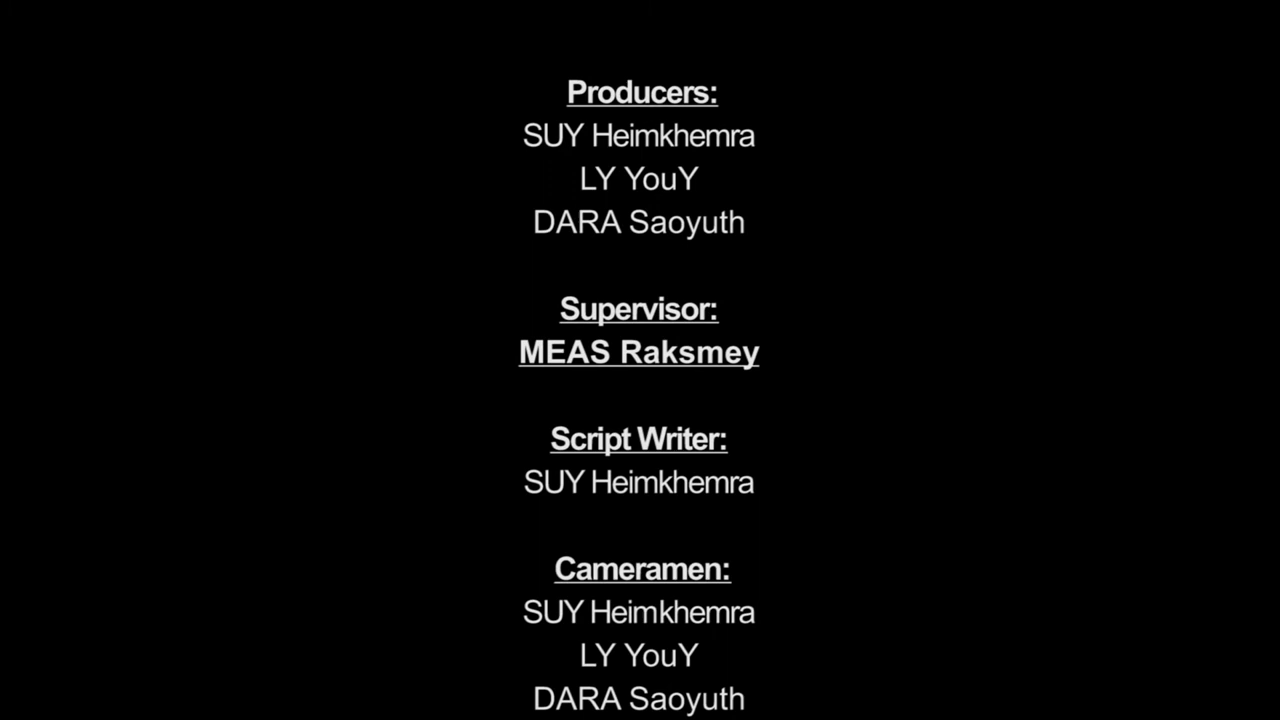 Producers:
SUY Heimkhemra
LY YouY
DARA Saoyuth
Supervisor:
MEAS Raksmey
Script Writer:
SUY Heimkhemra
Cameramen:
SUY Heimkhemra
LY YouY
DARA Saoyuth